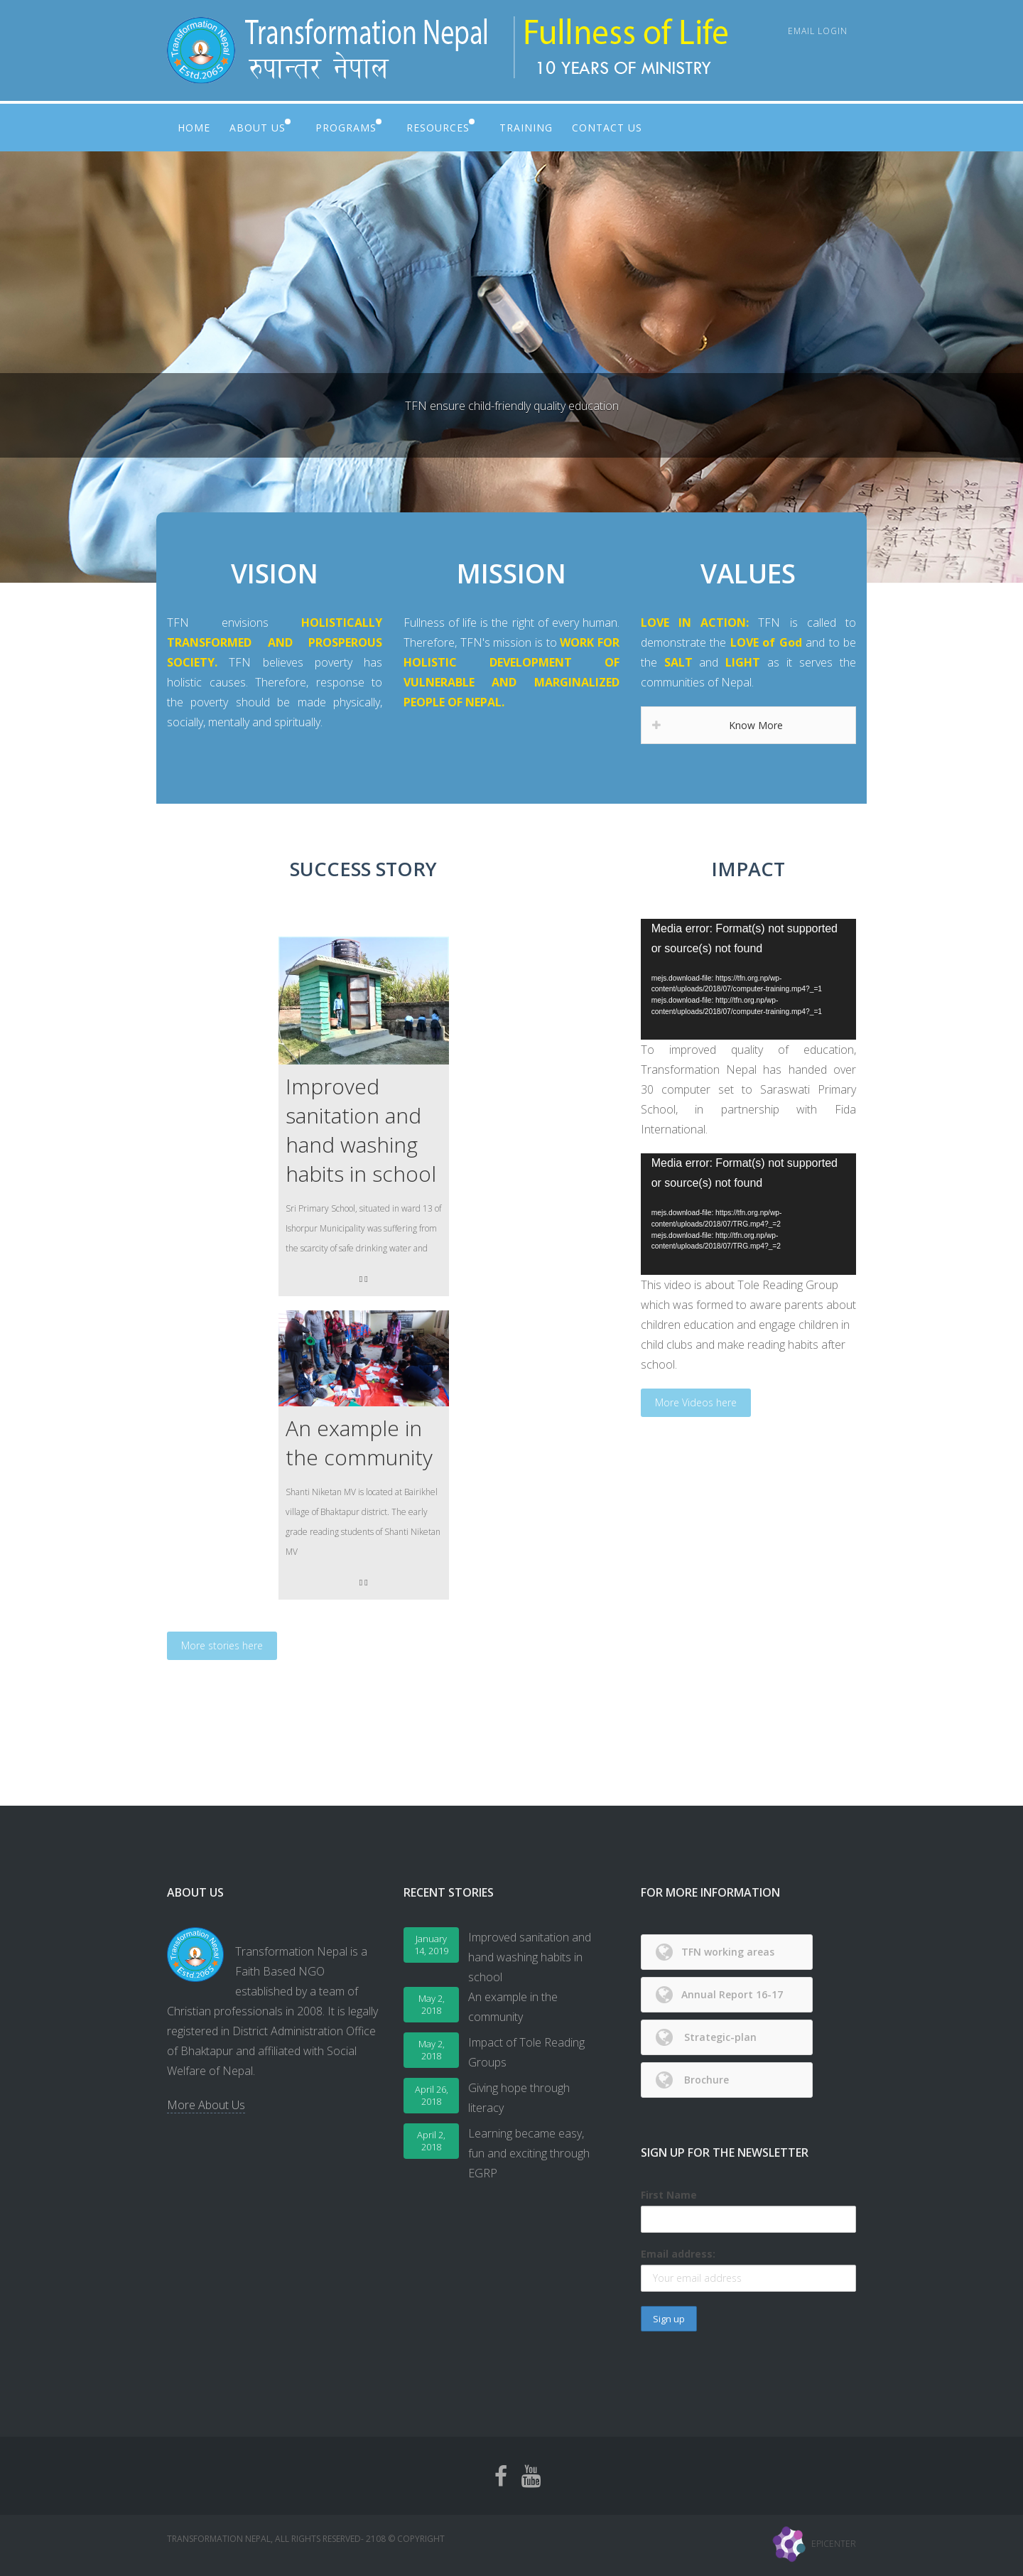 Transformation Nepal
रुपान्तर नेपाल
Fullness of Life
10 YEARS OF MINISTRY
EMAIL LOGIN
Transformation Nepal
Estd.2065
HOME ABOUT US PROGRAMS RESOURCES TRAINING CONTACT US
TFN ensure child-friendly quality education
VISION
TFN envisions HOLISTICALLY
TRANSFORMED AND PROSPEROUS
SOCIETY. TFN believes poverty has
holistic causes. Therefore, response to
the poverty should be made physically,
socially, mentally and spiritually.
MISSION
Fullness of life is the right of every human.
Therefore, TFN's mission is to WORK FOR
HOLISTIC DEVELOPMENT OF
VULNERABLE AND MARGINALIZED
PEOPLE OF NEPAL.
VALUES
LOVE IN ACTION: TFN is called to
demonstrate the LOVE of God and to be
the SALT and LIGHT as it serves the
communities of Nepal.
Know More
SUCCESS STORY
Improved
sanitation and
hand washing
habits in school
Sri Primary School, situated in ward 13 of
Ishorpur Municipality was suffering from
the scarcity of safe drinking water and
An example in
the community
Shanti Niketan MV is located at Bairikhel
village of Bhaktapur district. The early
grade reading students of Shanti Niketan
MV
More stories here
IMPACT
Media error: Format(s) not supported
or source(s) not found
mejs.download-file: https://tfn.org.np/wp-
content/uploads/2018/07/computer-training.mp4?_=1
mejs.download-file: http://tfn.org.np/wp-
content/uploads/2018/07/computer-training.mp4?_=1
To improved quality of education,
Transformation Nepal has handed over
30 computer set to Saraswati Primary
School, in partnership with Fida
International.
Media error: Format(s) not supported
or source(s) not found
mejs.download-file: https://tfn.org.np/wp-
content/uploads/2018/07/TRG.mp4?_=2
mejs.download-file: http://tfn.org.np/wp-
content/uploads/2018/07/TRG.mp4?_=2
This video is about Tole Reading Group
which was formed to aware parents about
children education and engage children in
child clubs and make reading habits after
school.
More Videos here
ABOUT US
Transformation Nepal
Estd.2065
Transformation Nepal is a
Faith Based NGO
established by a team of
Christian professionals in 2008. It is legally
registered in District Administration Office
of Bhaktapur and affiliated with Social
Welfare of Nepal.
More About Us
RECENT STORIES
January
14, 2019
Improved sanitation and
hand washing habits in
school
May 2,
2018
An example in the
community
May 2,
2018
Impact of Tole Reading
Groups
April 26,
2018
Giving hope through
literacy
April 2,
2018
Learning became easy,
fun and exciting through
EGRP
FOR MORE INFORMATION
TFN working areas
Annual Report 16-17
Strategic-plan
Brochure
SIGN UP FOR THE NEWSLETTER
First Name
Email address:
Your email address
Sign up
You
Tube
TRANSFORMATION NEPAL, ALL RIGHTS RESERVED- 2108 © COPYRIGHT
EPICENTER